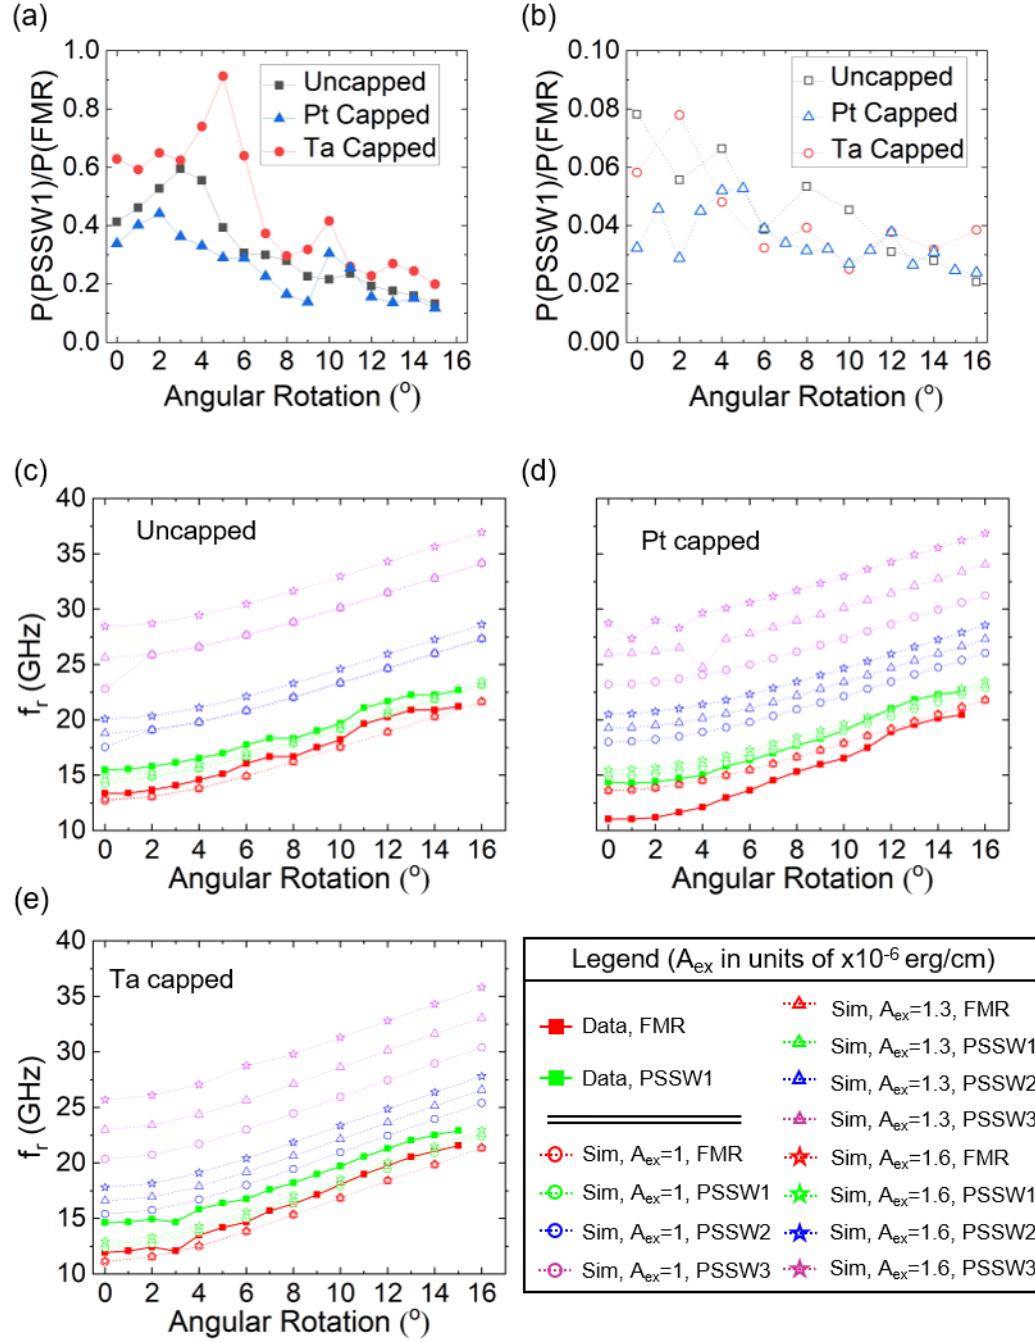 (a)
(b)
P(PSSW1)/P(FMR)
1.0
0.8
0.6
0.4
0.2
0.0
Uncapped
Pt Capped
Ta Capped
0 2 4 6 8 10 12 14 16
Angular Rotation (°)
P(PSSW1)/P(FMR)
0.10
0.08
0.06
0.04
0.02
0.00
Uncapped
Pt Capped
Ta Capped
0 2 4 6 8 10 12 14 16
Angular Rotation (°)
(c)
(d)
fr (GHz)
40
35
30
25
20
15
10
Uncapped
0 2 4 6 8 10 12 14 16
Angular Rotation (°)
Pt capped
0 2 4 6 8 10 12 14 16
Angular Rotation (°)
(e)
fr (GHz)
40
35
30
25
20
15
10
Ta capped
0 2 4 6 8 10 12 14 16
Angular Rotation (°)
Legend (Aex in units of x10-6 erg/cm)
Data, FMR
Data, PSSW1
Sim, Aex=1, FMR
Sim, Aex=1, PSSW1
Sim, Aex=1, PSSW2
Sim, Aex=1, PSSW3
Sim, Aex=1.3, FMR
Sim, Aex=1.3, PSSW1
Sim, Aex=1.3, PSSW2
Sim, Aex=1.3, PSSW3
Sim, Aex=1.6, FMR
Sim, Aex=1.6, PSSW1
Sim, Aex=1.6, PSSW2
Sim, Aex=1.6, PSSW3